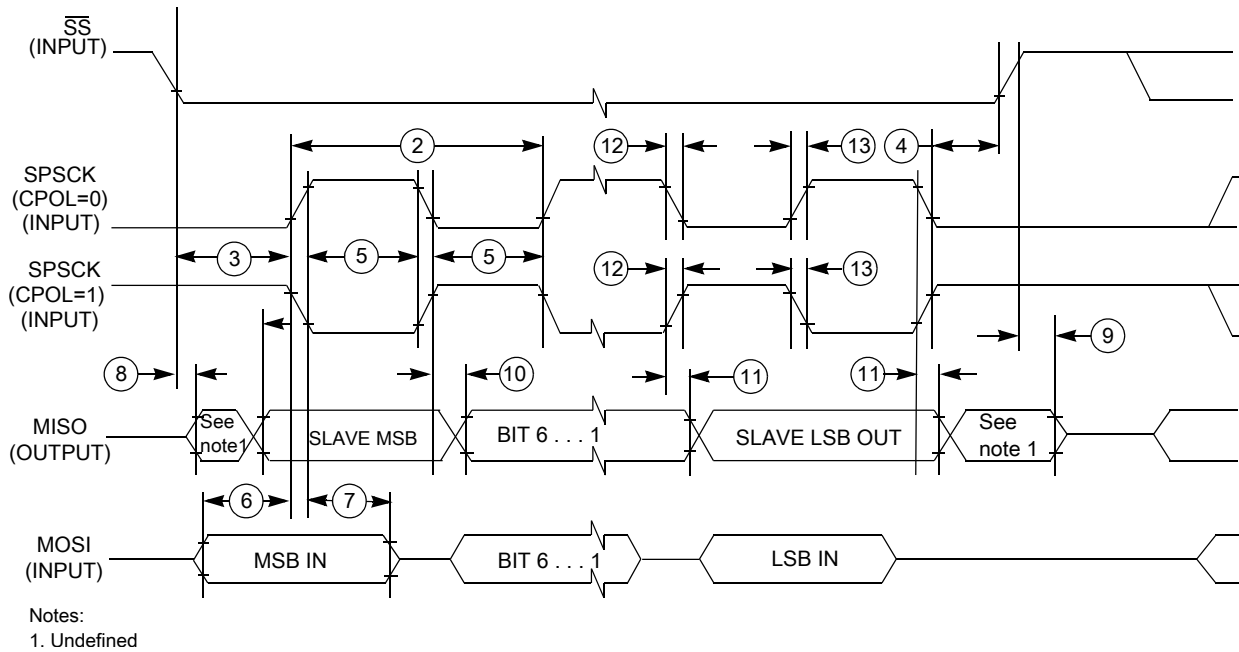 SS
(INPUT)
2
12
13
4
SPSCK
(CPOL=0)
(INPUT)
3
5
5
SPSCK
(CPOL=1)
(INPUT)
12
13
8
10
11
11
9
MISO
(OUTPUT)
See
note1
SLAVE MSB
BIT 6 . . . 1
SLAVE LSB OUT
See
note 1
6
7
MOSI
(INPUT)
MSB IN
BIT 6 . . . 1
LSB IN
Notes:
1. Undefined